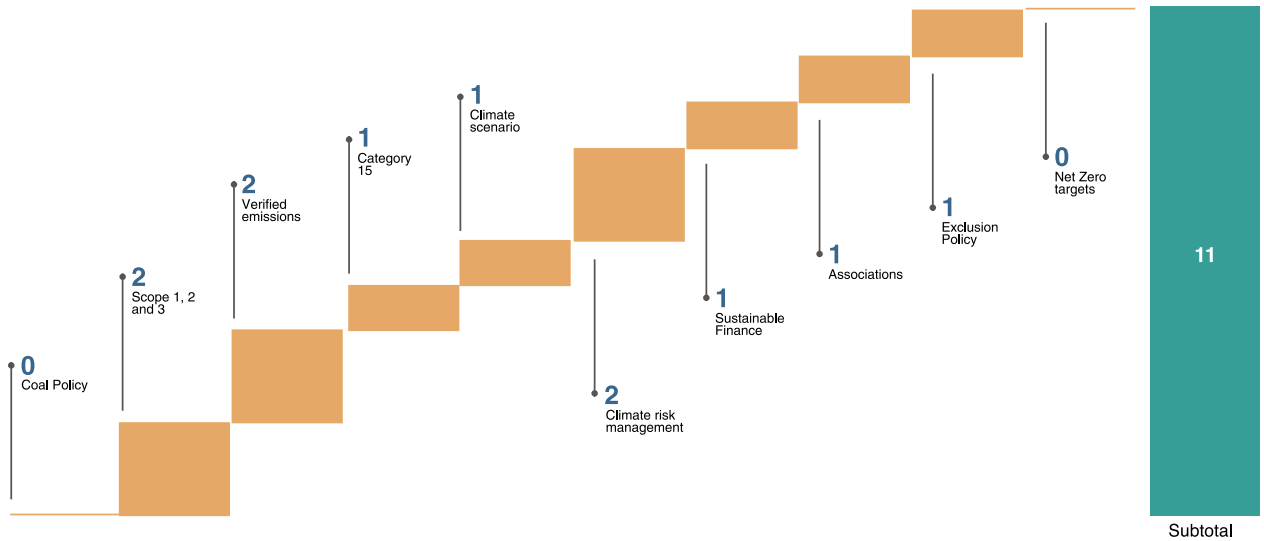 0
Coal Policy
2
Scope 1, 2
and 3
2
Verified
emissions
1
Category
15
1
Climate
scenario
2
Climate risk
management
1
Sustainable
Finance
1
Associations
1
Exclusion
Policy
0
Net Zero
targets
11
Subtotal